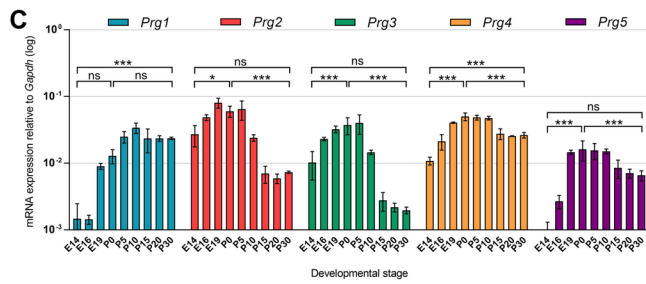 C
Prg1 Prg2 Prg3 Prg4 Prg5
mRNA expression relative to Gapdh (log)
10⁰
10⁻¹
10⁻²
10⁻³
*** ns ns *** ns
ns ns * *** *** *** *** *** *** ***
E14 E16 E19 P0 P5 P10 P15 P20 P30 E14 E16 E19 P0 P5 P10 P15 P20 P30 E14 E16 E19 P0 P5 P10 P15 P20 P30 E14 E16 E19 P0 P5 P10 P15 P20 P30 E14 E16 E19 P0 P5 P10 P15 P20 P30
Developmental stage